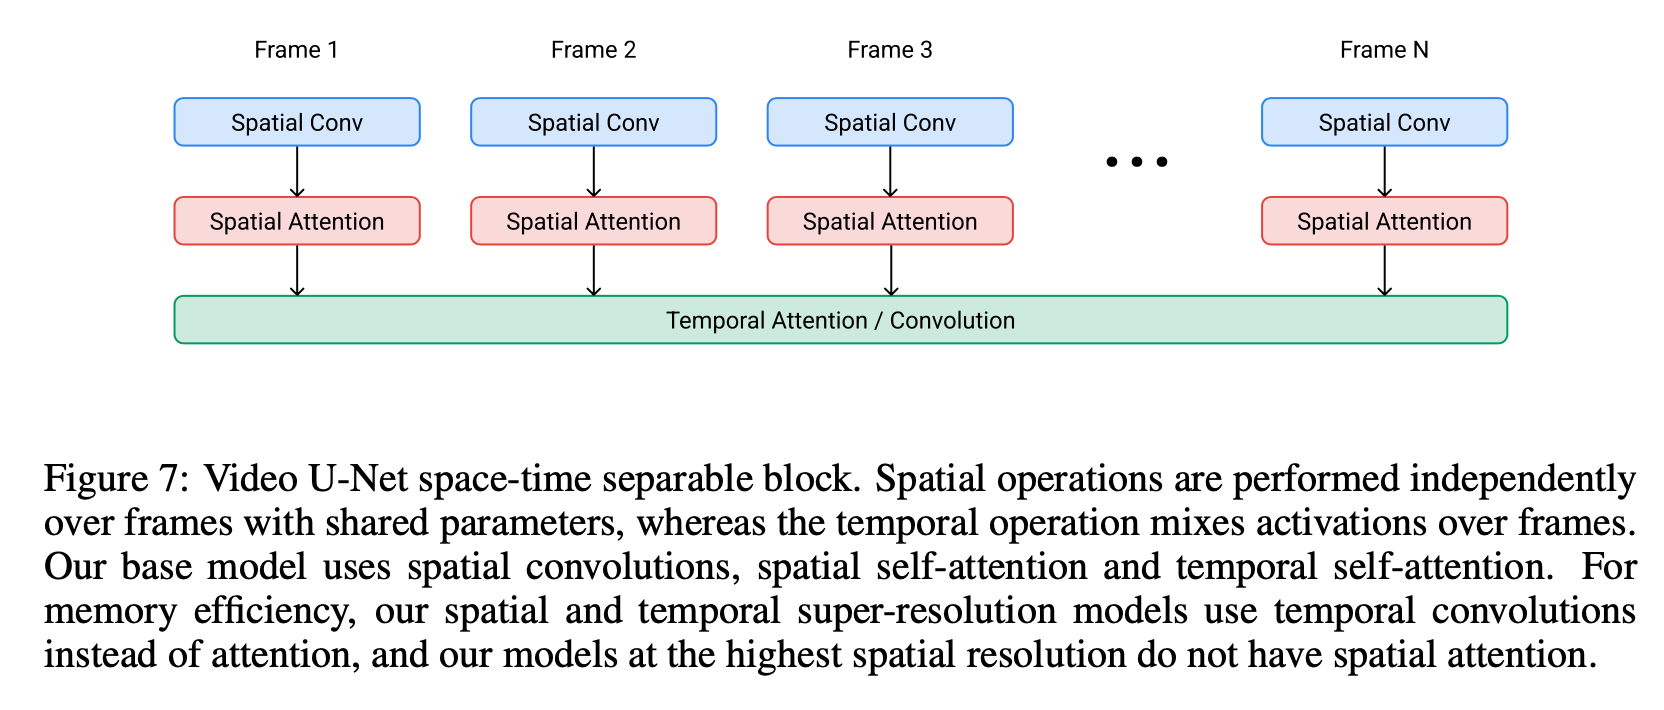 Frame 1 Frame 2 Frame 3 Frame N
Spatial Conv Spatial Conv Spatial Conv Spatial Conv
Spatial Attention Spatial Attention Spatial Attention Spatial Attention
Temporal Attention / Convolution
Figure 7: Video U-Net space-time separable block. Spatial operations are performed independently
over frames with shared parameters, whereas the temporal operation mixes activations over frames.
Our base model uses spatial convolutions, spatial self-attention and temporal self-attention. For
memory efficiency, our spatial and temporal super-resolution models use temporal convolutions
instead of attention, and our models at the highest spatial resolution do not have spatial attention.